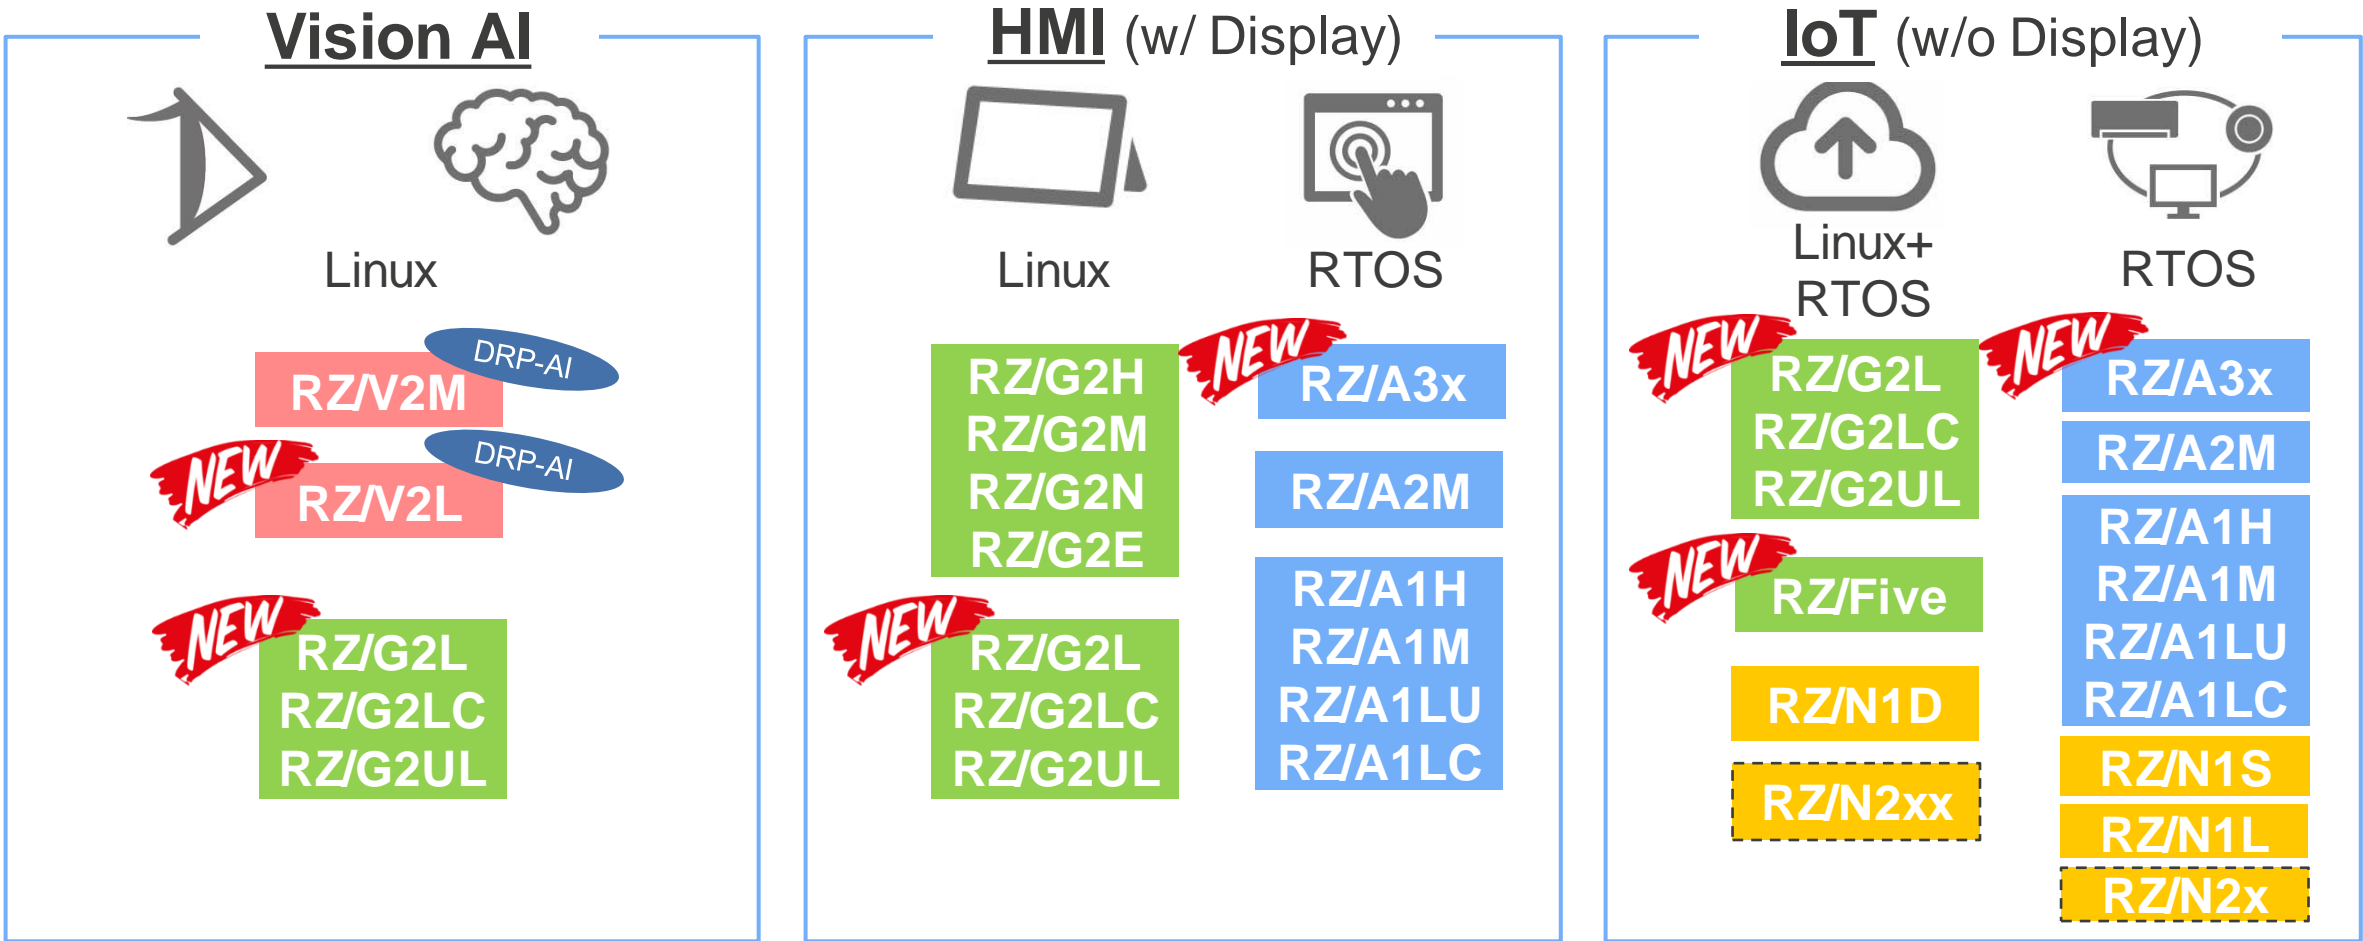 Vision AI
Linux
DRP-AI
RZ/V2M
DRP-AI
NEW
RZ/V2L
NEW
RZ/G2L
RZ/G2LC
RZ/G2UL
HMI (w/ Display)
Linux
RZ/G2H
RZ/G2M
RZ/G2N
RZ/G2E
NEW
RZ/G2L
RZ/G2LC
RZ/G2UL
RTOS
NEW
RZ/A3x
RZ/A2M
RZ/A1H
RZ/A1M
RZ/A1LU
RZ/A1LC
IoT (w/o Display)
Linux+
RTOS
NEW
RZ/G2L
RZ/G2LC
RZ/G2UL
NEW
RZ/Five
RZ/N1D
RZ/N2xx
RTOS
NEW
RZ/A3x
RZ/A2M
RZ/A1H
RZ/A1M
RZ/A1LU
RZ/A1LC
RZ/N1S
RZ/N1L
RZ/N2x